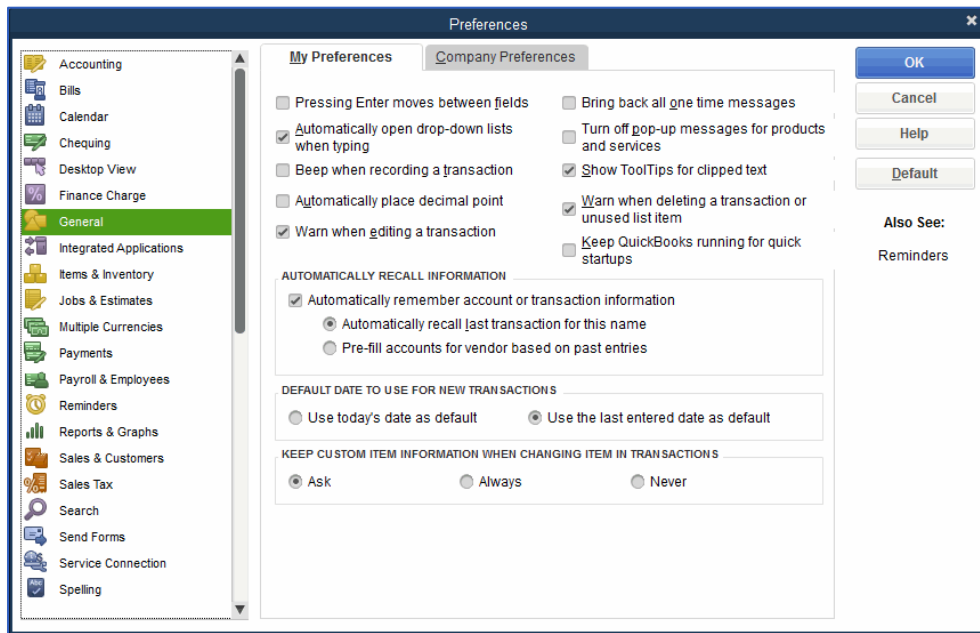 Preferences
Accounting
Bills
Calendar
Chequing
Desktop View
Finance Charge
General
Integrated Applications
Items & Inventory
Jobs & Estimates
Multiple Currencies
Payments
Payroll & Employees
Reminders
Reports & Graphs
Sales & Customers
Sales Tax
Search
Send Forms
Service Connection
Spelling
My Preferences
Company Preferences
Pressing Enter moves between fields
Automatically open drop-down lists
when typing
Beep when recording a transaction
Automatically place decimal point
Warn when editing a transaction
Bring back all one time messages
Turn off pop-up messages for products
and services
Show ToolTips for clipped text
Warn when deleting a transaction or
unused list item
Keep QuickBooks running for quick
startups
AUTOMATICALLY RECALL INFORMATION
Automatically remember account or transaction information
Automatically recall last transaction for this name
Pre-fill accounts for vendor based on past entries
DEFAULT DATE TO USE FOR NEW TRANSACTIONS
Use today's date as default
Use the last entered date as default
KEEP CUSTOM ITEM INFORMATION WHEN CHANGING ITEM IN TRANSACTIONS
Ask
Always
Never
OK
Cancel
Help
Default
Also See:
Reminders